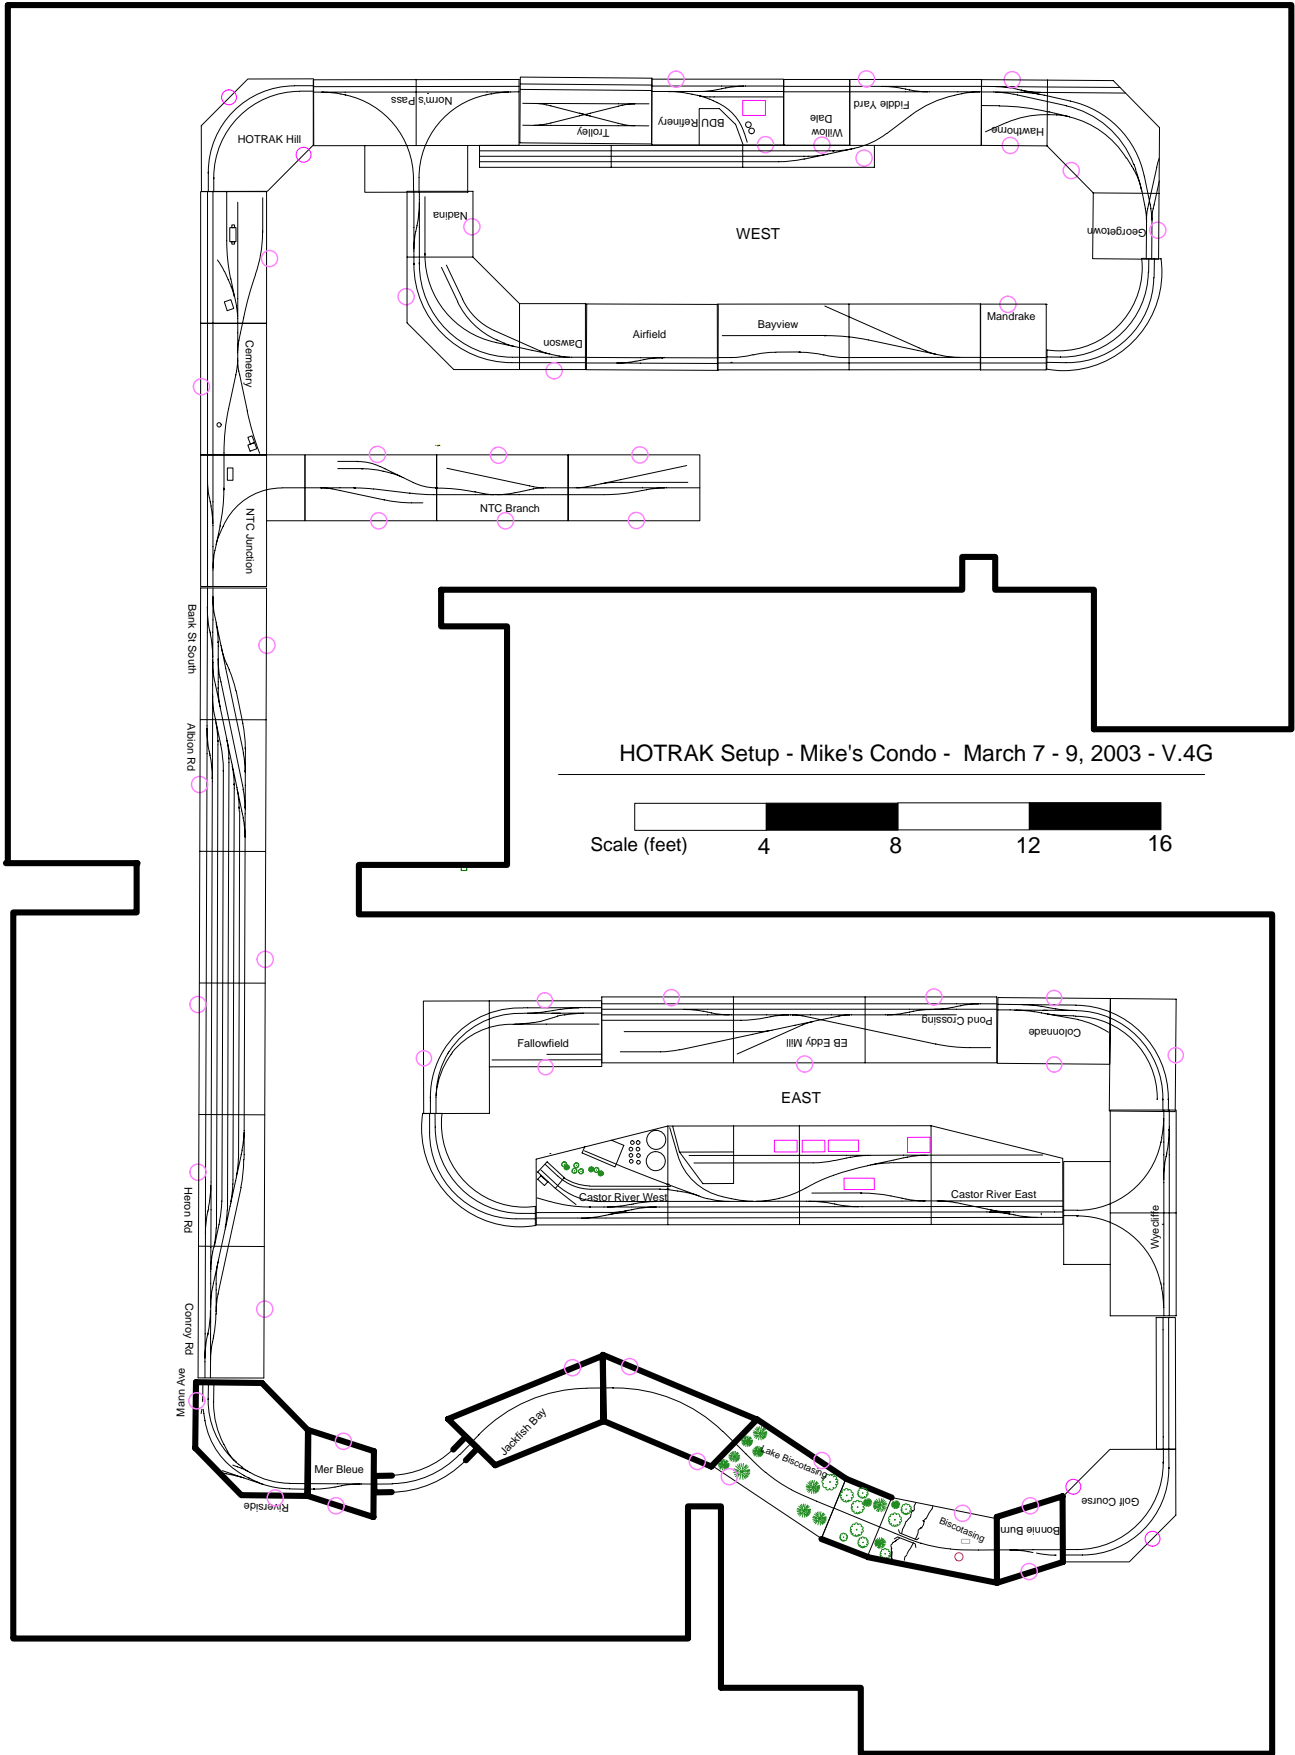 Norm's Pass
HOTRAK Hill
Trolley
BDU Refinery
Willow
Dale
Fiddle Yard
Hawthorne
Nadina
WEST
Georgetown
Dawson
Airfield
Bayview
Mandrake
Cemetery
NTC Junction
NTC Branch
Bank St South
Albion Rd
HOTRAK Setup - Mike's Condo - March 7 - 9, 2003 - V.4G
Scale (feet) 4 8 12 16
Fallowfield
EB Eddy Mill
Pond Crossing
Colonnade
EAST
Castor River West
Castor River East
Wyecliffe
Heron Rd
Conroy Rd
Mann Ave
Riverside
Mer Bleue
Jackfish Bay
Lake Biscotasing
Biscotasing
Bonnie Burn
Golf Course